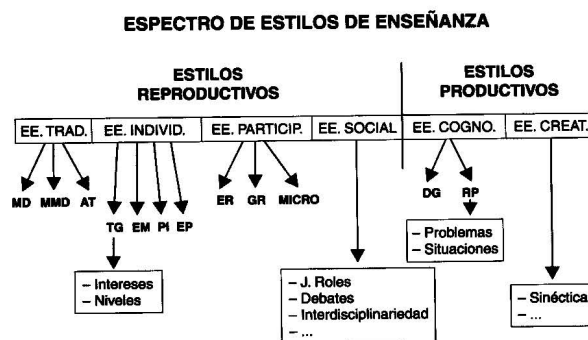 ESPECTRO DE ESTILOS DE ENSEÑANZA
ESTILOS
REPRODUCTIVOS
ESTILOS
PRODUCTIVOS
EE. TRAD.
EE. INDIVID.
EE. PARTICIP.
EE. SOCIAL
EE. COGNO.
EE. CREAT.
MD MMD AT
TG EM PI EP
ER GR MICRO
DG RP
– Intereses
– Niveles
– J. Roles
– Debates
– Interdisciplinariedad
– ...
– Problemas
– Situaciones
– Sinéctica
– ...